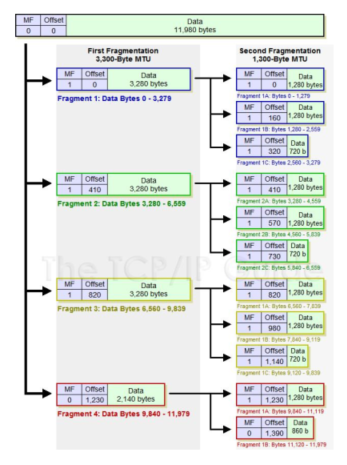 MF Offset Data
0 0 11,980 bytes
First Fragmentation
3,300-Byte MTU
Second Fragmentation
1,300-Byte MTU
MF Offset Data
1 0 3,280 bytes
Fragment 1: Data Bytes 0 - 3,279
MF Offset Data
1 0 1,280 bytes
Fragment 1A: Bytes 0 - 1,279
MF Offset Data
1 160 1,280 bytes
Fragment 1B: Bytes 1,280 - 2,559
MF Offset Data
1 320 720 b
Fragment 1C: Bytes 2,560 - 3,279
MF Offset Data
1 410 3,280 bytes
Fragment 2: Data Bytes 3,280 - 6,559
MF Offset Data
1 410 1,280 bytes
Fragment 2A: Bytes 3,280 - 4,559
MF Offset Data
1 570 1,280 bytes
Fragment 2B: Bytes 4,560 - 5,839
MF Offset Data
1 730 720 b
Fragment 2C: Bytes 5,840 - 6,559
The TCP/IP Guide
MF Offset Data
1 820 3,280 bytes
Fragment 3: Data Bytes 6,560 - 9,839
MF Offset Data
1 820 1,280 bytes
Fragment 1A: Bytes 6,560 - 7,839
MF Offset Data
1 980 1,280 bytes
Fragment 1B: Bytes 7,840 - 9,119
MF Offset Data
1 1,140 720 b
Fragment 1C: Bytes 9,120 - 9,839
MF Offset Data
0 1,230 2,140 bytes
Fragment 4: Data Bytes 9,840 - 11,979
MF Offset Data
1 1,230 1,280 bytes
Fragment 1A: Bytes 9,840 - 11,119
MF Offset Data
0 1,390 860 b
Fragment 1B: Bytes 11,120 - 11,979